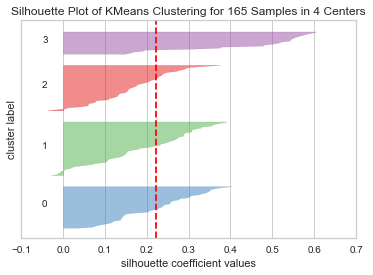 Silhouette Plot of KMeans Clustering for 165 Samples in 4 Centers
cluster label
3
2
1
0
−0.1 0.0 0.1 0.2 0.3 0.4 0.5 0.6 0.7
silhouette coefficient values